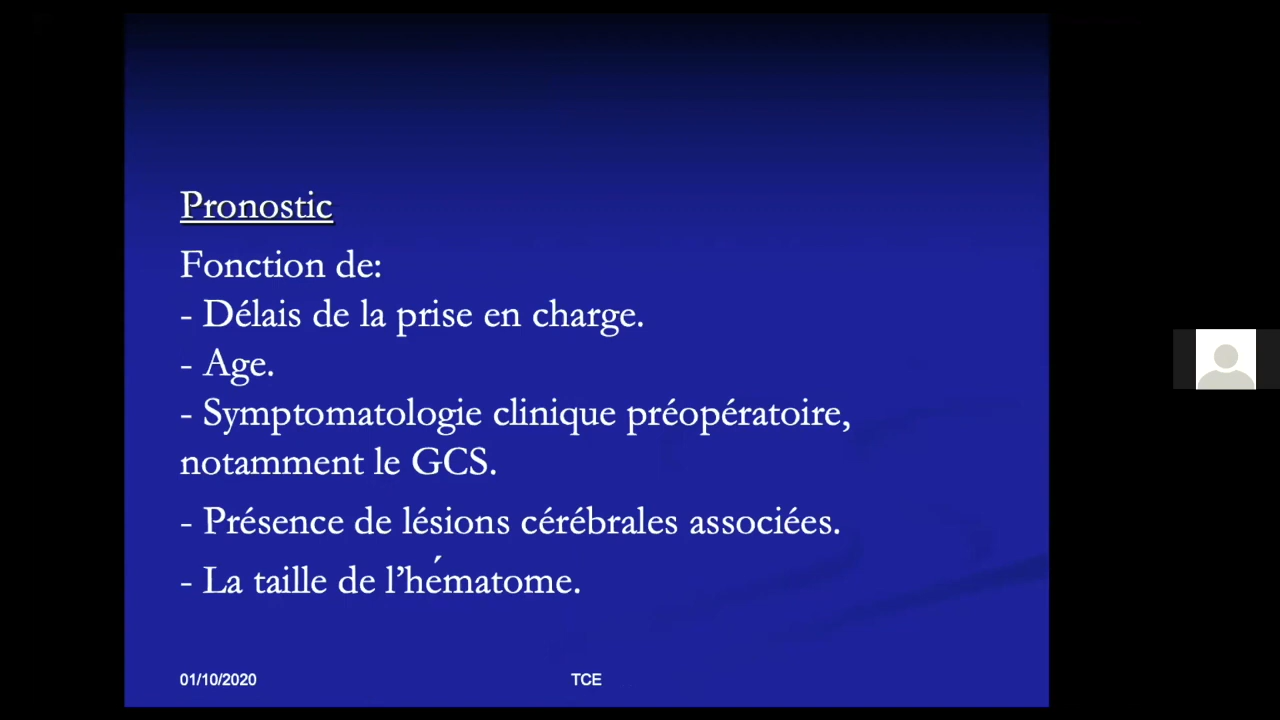 Pronostic
Fonction de:
- Délais de la prise en charge.
- Age.
- Symptomatologie clinique préopératoire,
notamment le GCS.
- Présence de lésions cérébrales associées.
- La taille de l’hématome.
01/10/2020
TCE